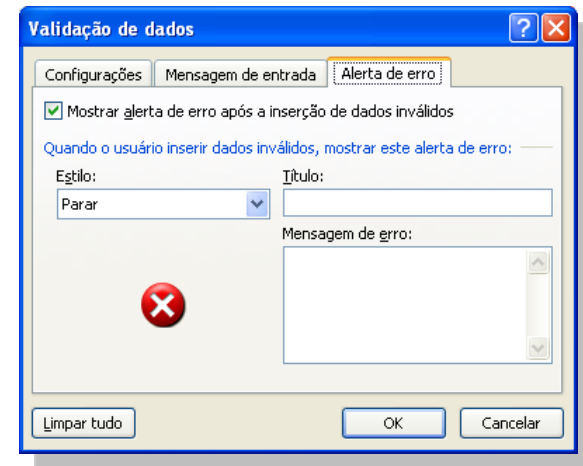 Validação de dados
Configurações Mensagem de entrada Alerta de erro
Mostrar alerta de erro após a inserção de dados inválidos
Quando o usuário inserir dados inválidos, mostrar este alerta de erro:
Estilo: Título:
Parar
Mensagem de erro:
Limpar tudo OK Cancelar